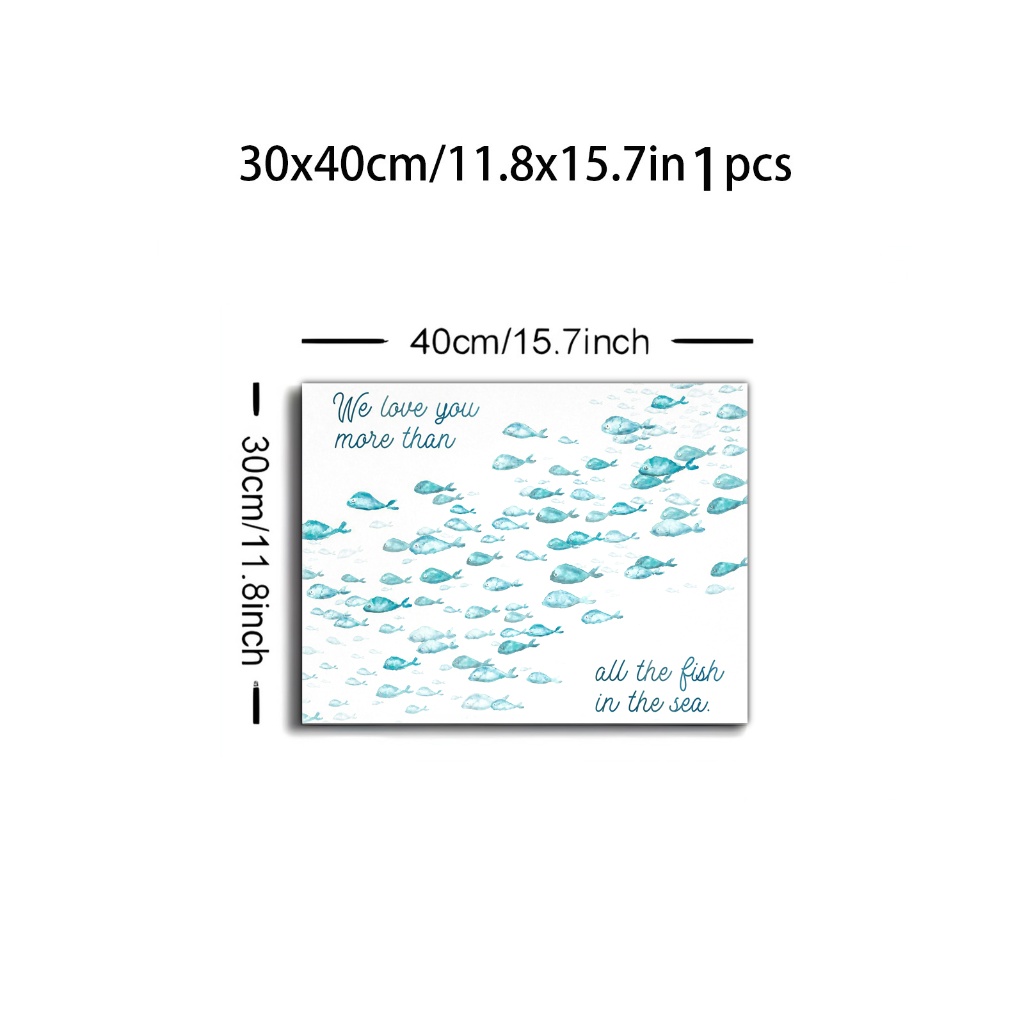 30x40cm/11.8x15.7in 1 pcs
40cm/15.7inch
30cm/11.8inch
We love you
more than
all the fish
in the sea.